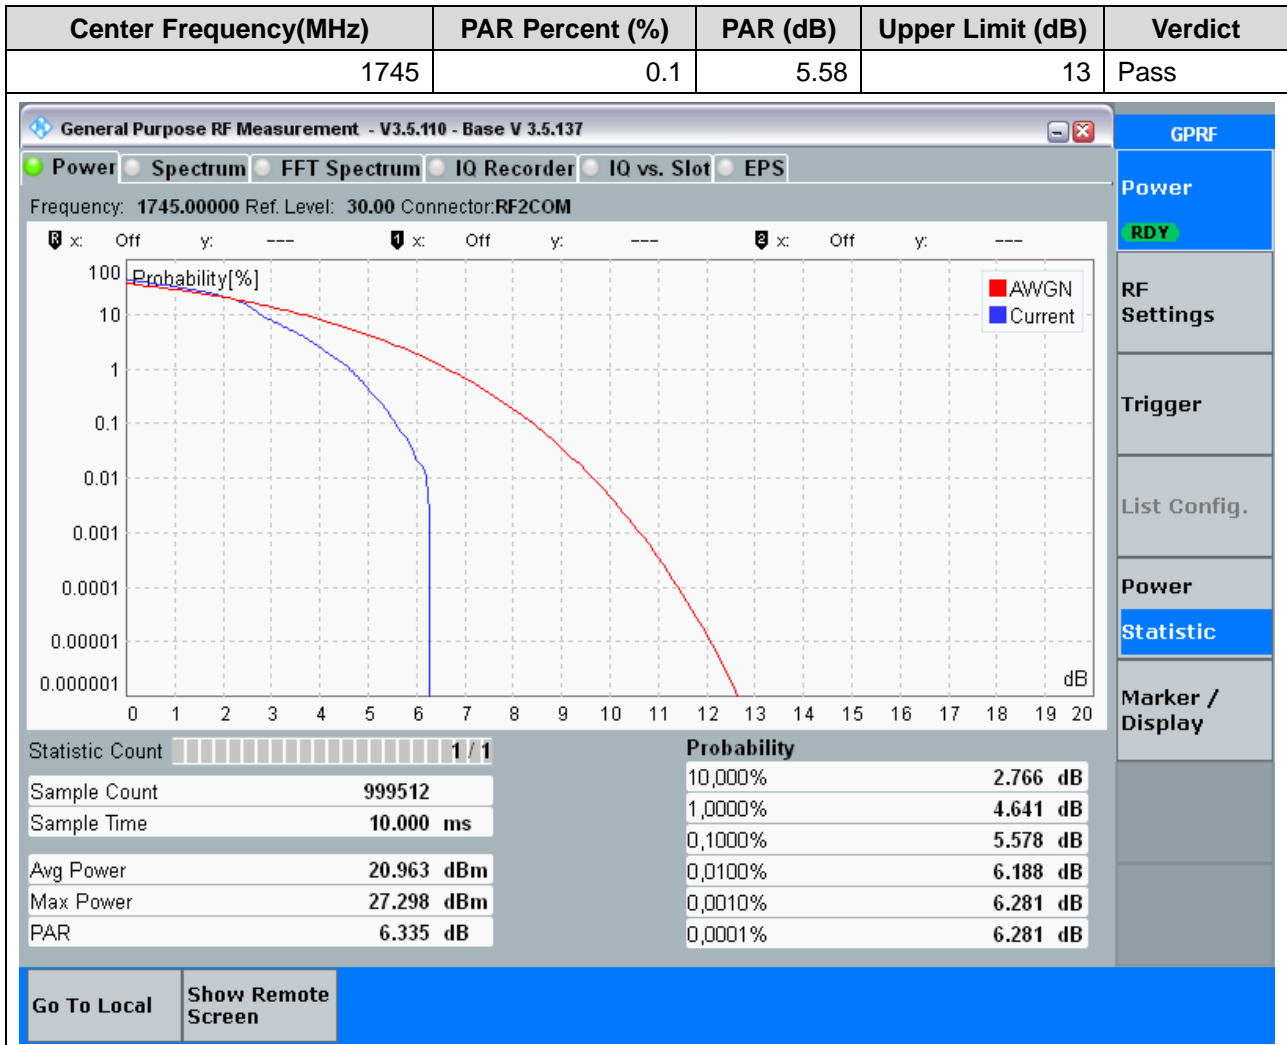 Center Frequency(MHz) PAR Percent (%) PAR (dB) Upper Limit (dB) Verdict
1745 0.1 5.58 13 Pass
General Purpose RF Measurement - V3.5.110 - Base V 3.5.137
GPRF
Power Spectrum FFT Spectrum IQ Recorder IQ vs. Slot EPS
Power
RDY
Frequency: 1745.00000 Ref. Level: 30.00 Connector:RF2COM
R x: Off y: --- 1 x: Off y: --- 2 x: Off y: ---
Probability[%]
AWGN
Current
100
10
1
0.1
0.01
0.001
0.0001
0.00001
0.000001
dB
0 1 2 3 4 5 6 7 8 9 10 11 12 13 14 15 16 17 18 19 20
RF
Settings
Trigger
List Config.
Power
Statistic
Marker /
Display
Statistic Count 1 / 1
Sample Count 999512
Sample Time 10.000 ms
Avg Power 20.963 dBm
Max Power 27.298 dBm
PAR 6.335 dB
Probability
10,000% 2.766 dB
1,0000% 4.641 dB
0,1000% 5.578 dB
0,0100% 6.188 dB
0,0010% 6.281 dB
0,0001% 6.281 dB
Go To Local
Show Remote
Screen